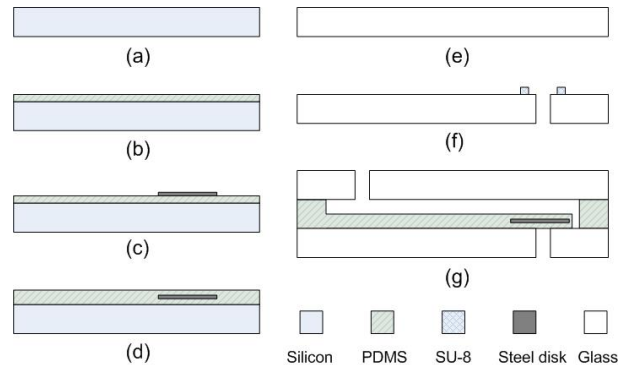 (a)
(e)
(b)
(f)
(c)
(g)
(d)
Silicon PDMS SU-8 Steel disk Glass